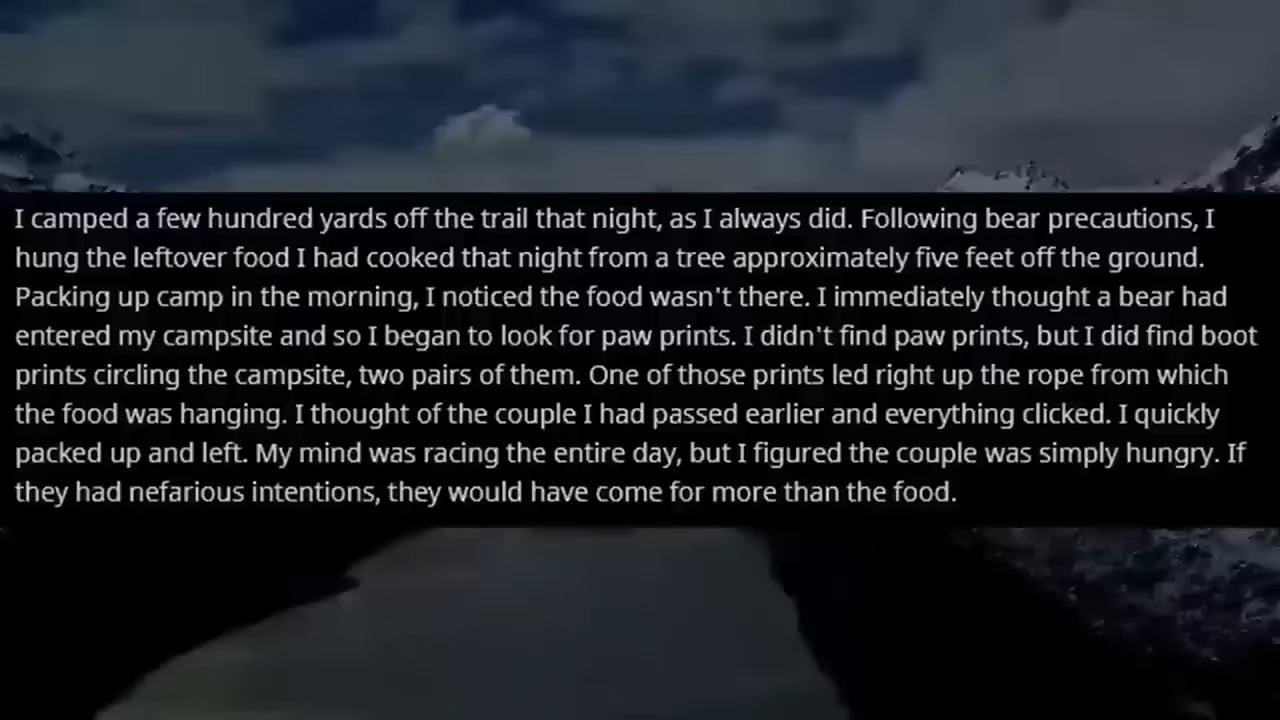 I camped a few hundred yards off the trail that night, as I always did. Following bear precautions, I
hung the leftover food I had cooked that night from a tree approximately five feet off the ground.
Packing up camp in the morning, I noticed the food wasn't there. I immediately thought a bear had
entered my campsite and so I began to look for paw prints. I didn't find paw prints, but I did find boot
prints circling the campsite, two pairs of them. One of those prints led right up the rope from which
the food was hanging. I thought of the couple I had passed earlier and everything clicked. I quickly
packed up and left. My mind was racing the entire day, but I figured the couple was simply hungry. If
they had nefarious intentions, they would have come for more than the food.